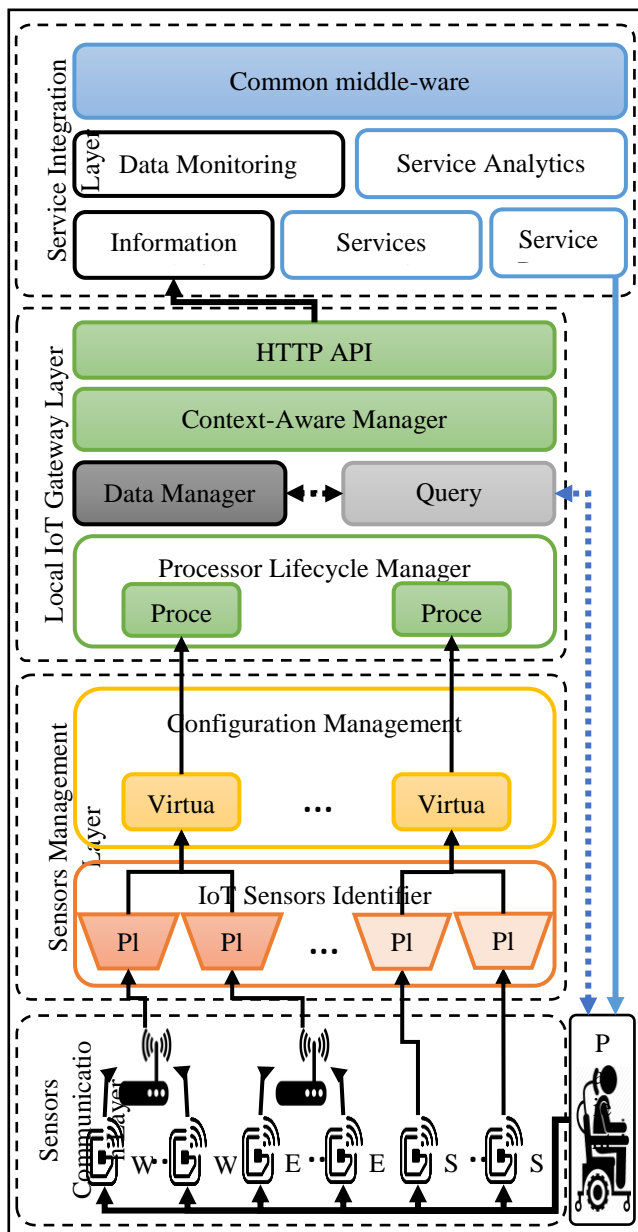 Service Integration
Layer
Common middle-ware
Data Monitoring
Service Analytics
Information
Services
Service
Local IoT Gateway Layer
HTTP API
Context-Aware Manager
Data Manager
Query
Processor Lifecycle Manager
Proce
Proce
Sensors Management
Layer
Configuration Management
Virtua
...
Virtua
IoT Sensors Identifier
Pl
Pl
...
Pl
Pl
Sensors
Communicatio
n Layer
P
W
..
W
E
..
E
S
..
S